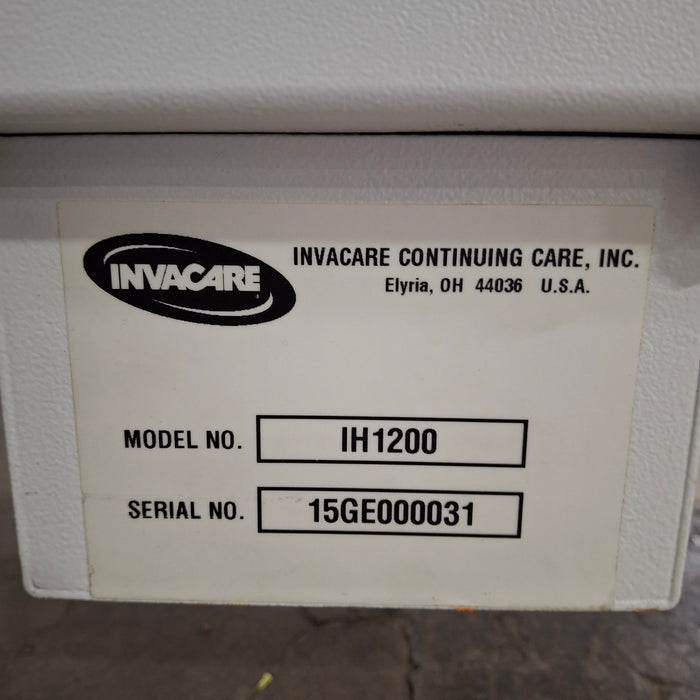 INVACARE
INVACARE CONTINUING CARE, INC.
Elyria, OH 44036 U.S.A.
MODEL NO. IH1200
SERIAL NO. 15GE000031